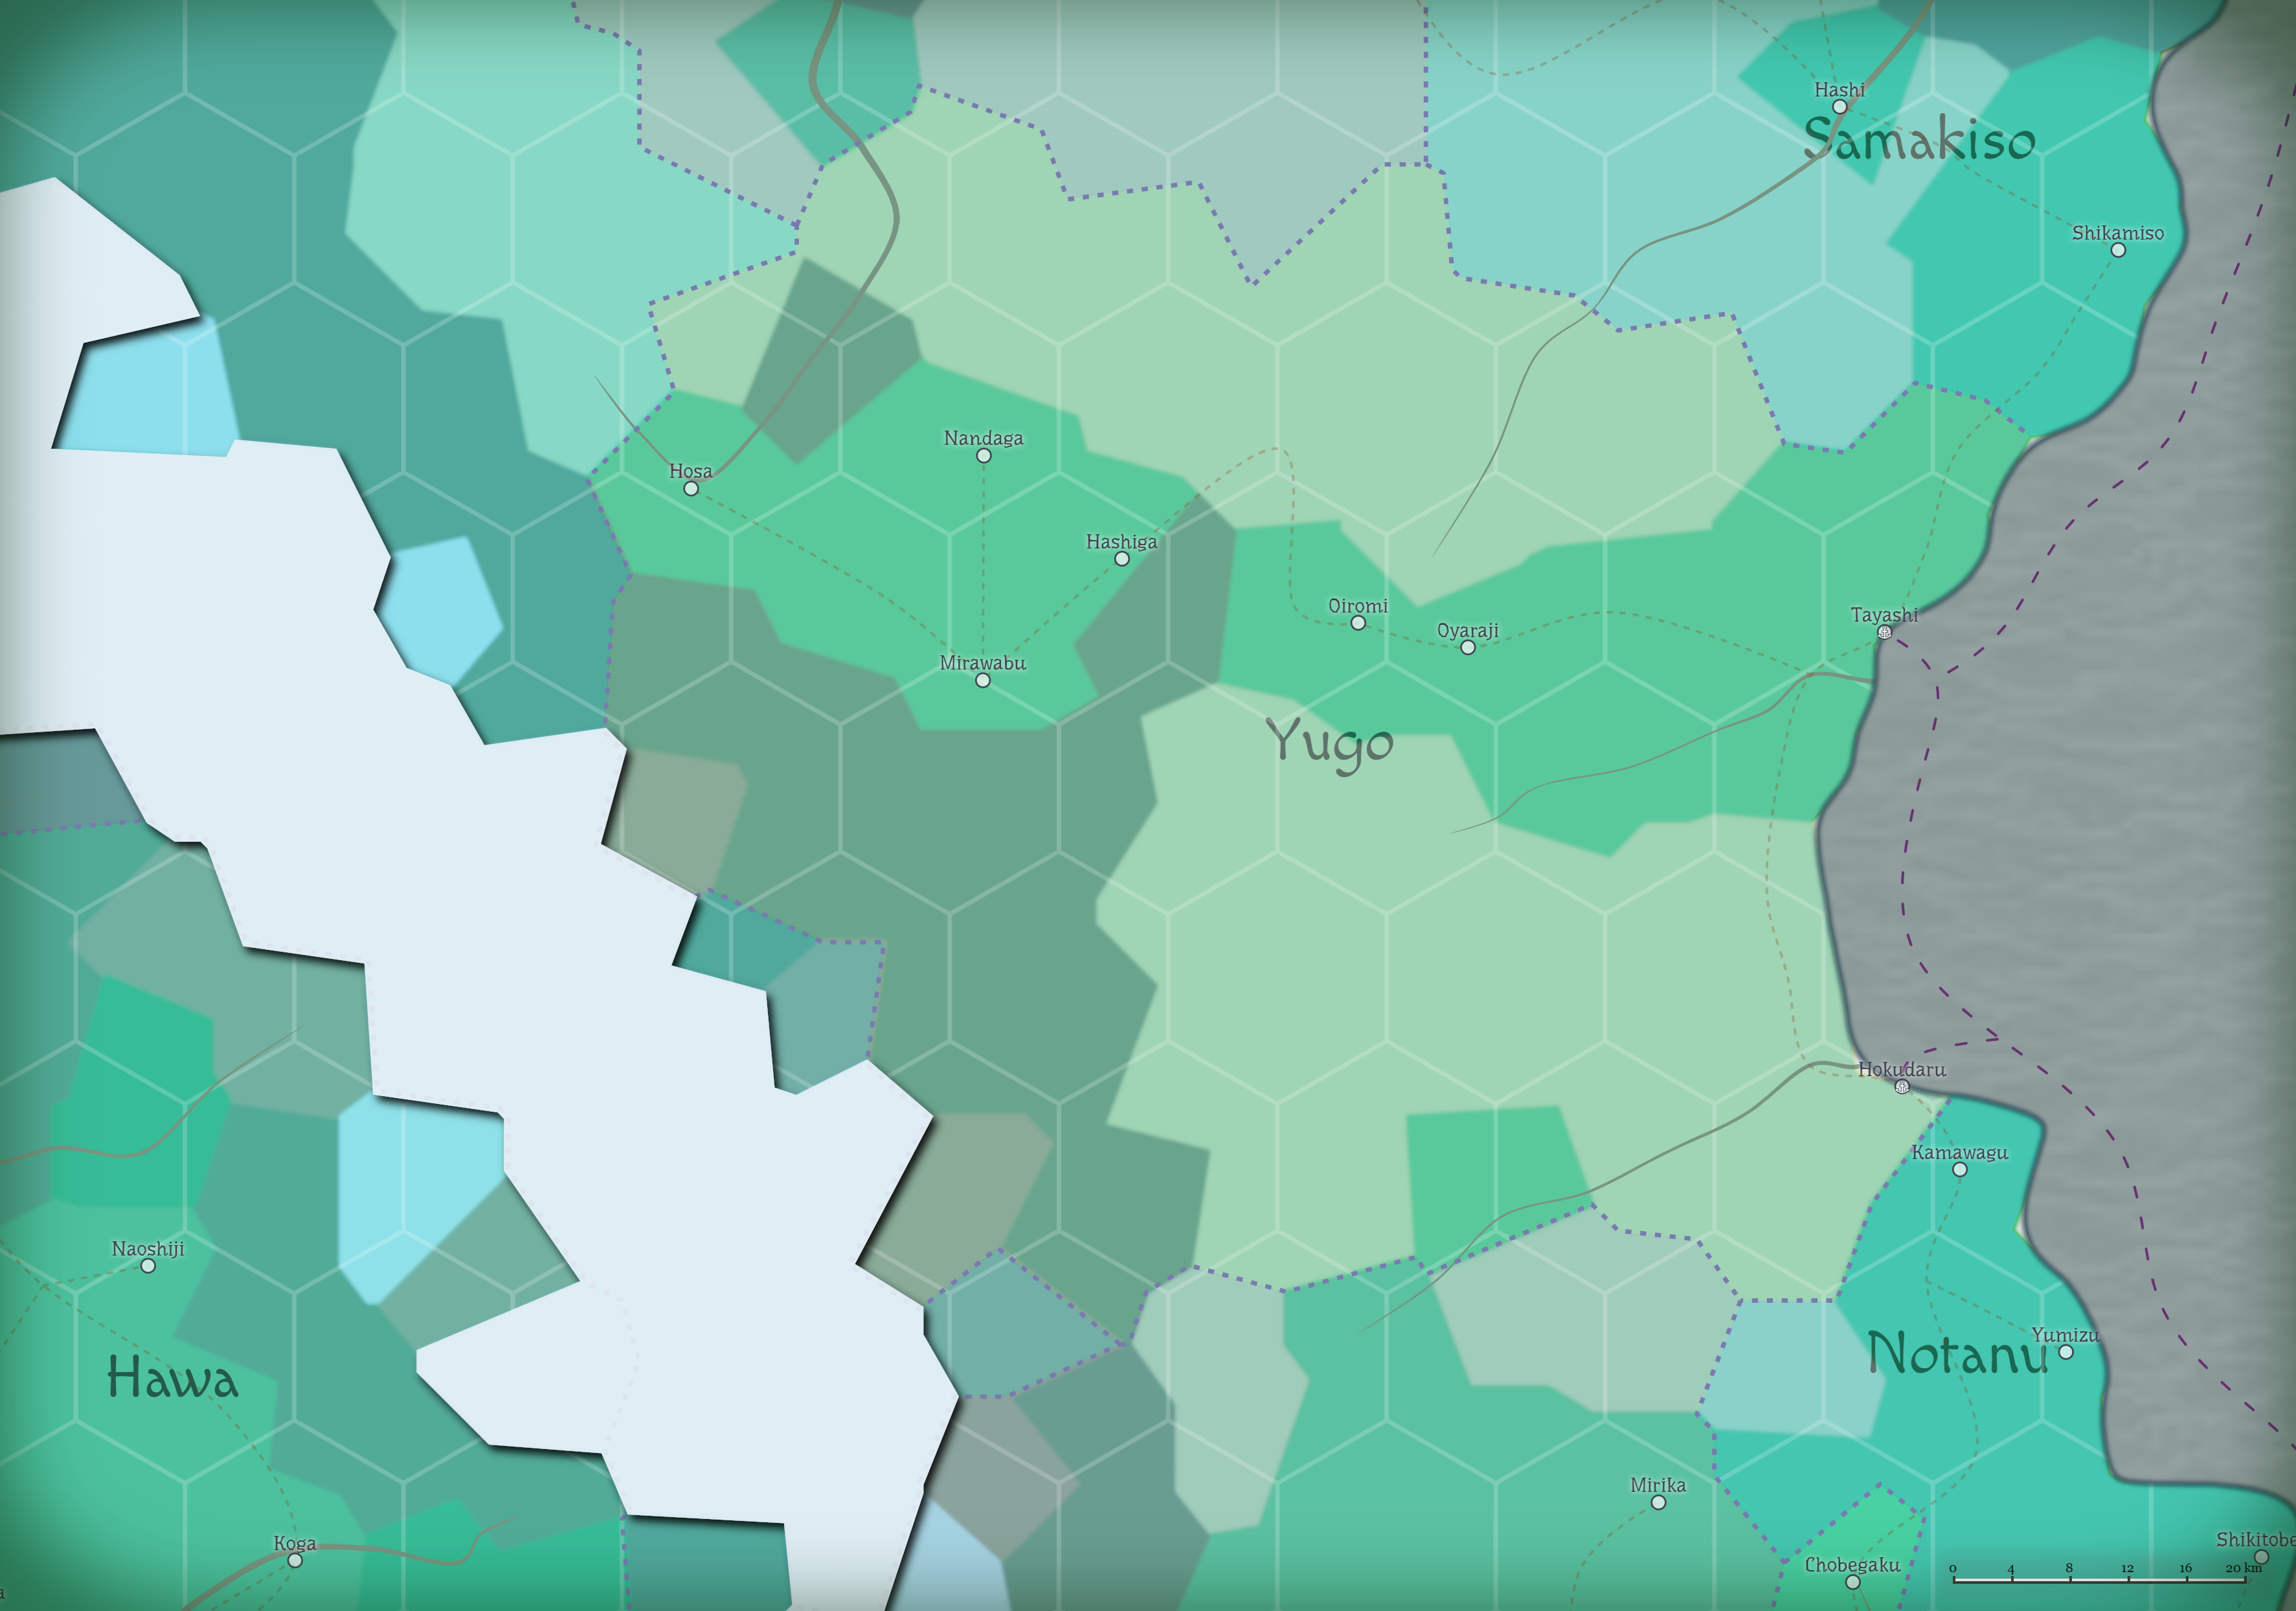 Hashi
Samakiso
Shikamiso
Nandaga
Hosa
Hashiga
Oiromi
Tayashi
Oyaraji
Mirawabu
Yugo
Hokudaru
Kamawagu
Naoshiji
Yumizu
Notanu
Hawa
Mirika
Koga
Shikitobe
Chobegaku
0 4 8 12 16 20 km
a